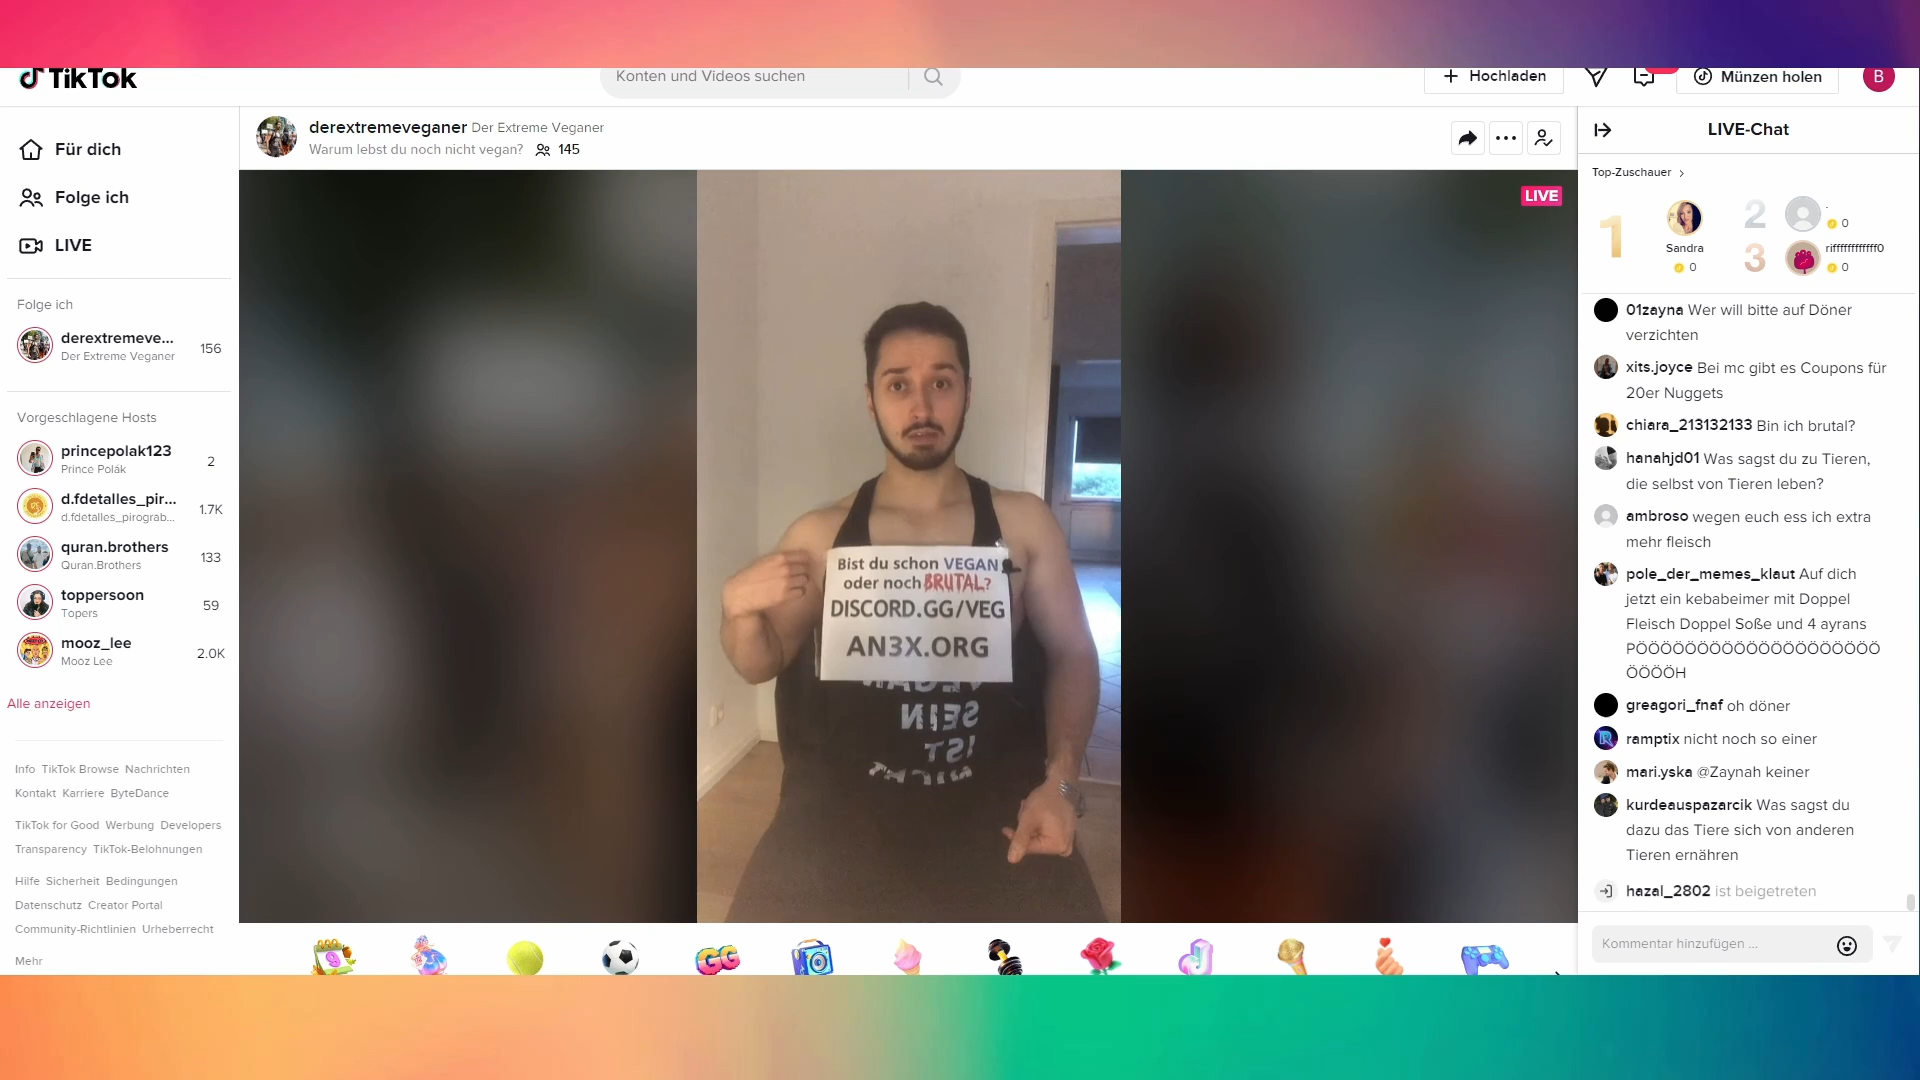 TikTok
Konten und Videos suchen
Hochladen
Münzen holen
B
Für dich
Folge ich
LIVE
Folge ich
derextremeve...
Der Extreme Veganer
156
Vorgeschlagene Hosts
princepolak123
Prince Polák
2
d.fdetalles_pir...
d.fdetalles_pirograb...
1.7K
quran.brothers
Quran.Brothers
133
toppersoon
Topers
59
mooz_lee
Mooz Lee
2.0K
Alle anzeigen
Info TikTok Browse Nachrichten
Kontakt Karriere ByteDance
TikTok for Good Werbung Developers
Transparency TikTok-Belohnungen
Hilfe Sicherheit Bedingungen
Datenschutz Creator Portal
Community-Richtlinien Urheberrecht
Mehr
derextremeveganer Der Extreme Veganer
Warum lebst du noch nicht vegan? 145
LIVE
Bist du schon VEGAN
oder noch BRUTAL?
DISCORD.GG/VEG
AN3X.ORG
VEGAN
SEIN
IST
NICHT
9
GG
LIVE-Chat
Top-Zuschauer
1
Sandra
0
2
.
0
3
riffffffffffff0
0
01zayna Wer will bitte auf Döner
verzichten
xits.joyce Bei mc gibt es Coupons für
20er Nuggets
chiara_213132133 Bin ich brutal?
hanahjd01 Was sagst du zu Tieren,
die selbst von Tieren leben?
ambroso wegen euch ess ich extra
mehr fleisch
pole_der_memes_klaut Auf dich
jetzt ein kebabeimer mit Doppel
Fleisch Doppel Soße und 4 ayrans
PÖÖÖÖÖÖÖÖÖÖÖÖÖÖÖÖÖÖÖÖ
ÖÖÖÖH
greagori_fnaf oh döner
ramptix nicht noch so einer
mari.yska @Zaynah keiner
kurdeauspazarcik Was sagst du
dazu das Tiere sich von anderen
Tieren ernähren
hazal_2802 ist beigetreten
Kommentar hinzufügen ...